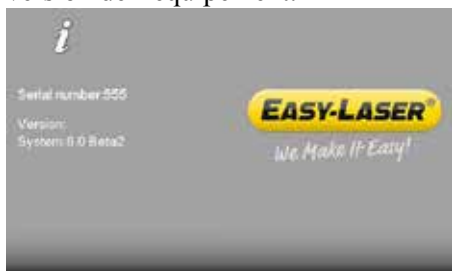 i
Serial number:555
Version:
System:6.0 Beta2
EASY-LASER®
We Make It Easy!